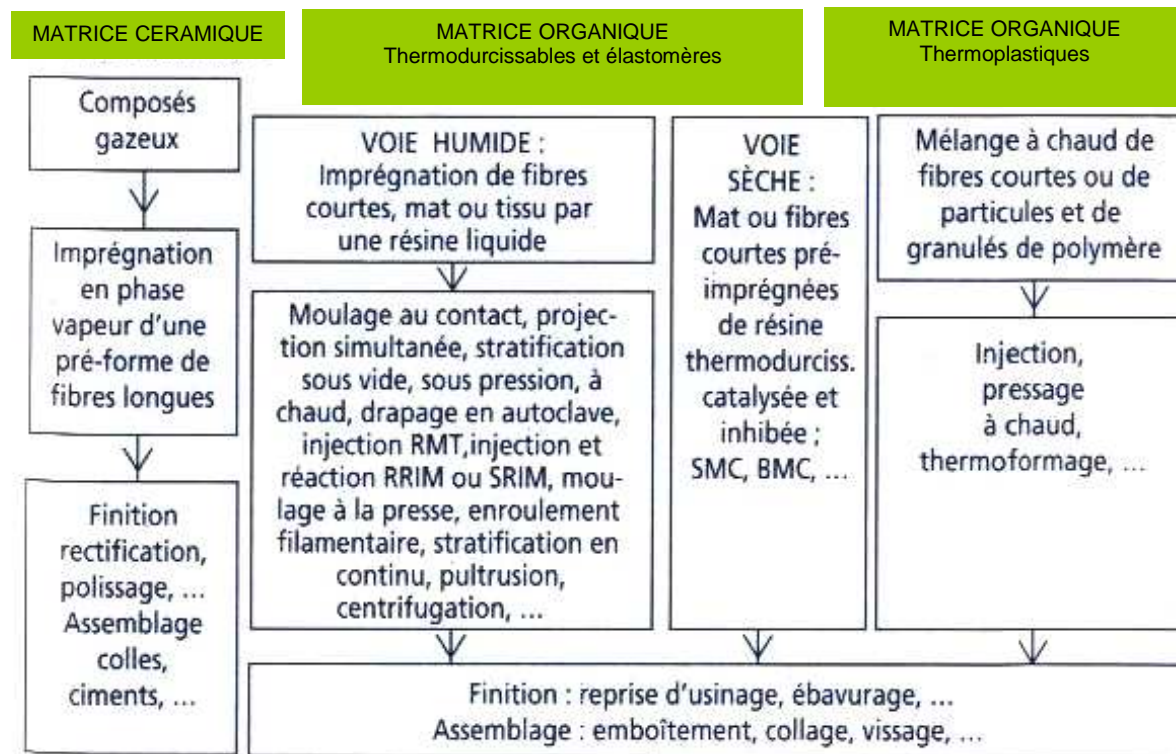 MATRICE CERAMIQUE
MATRICE ORGANIQUE
Thermodurcissables et élastomères
MATRICE ORGANIQUE
Thermoplastiques
Composés
gazeux
Imprégnation
en phase
vapeur d'une
pré-forme de
fibres longues
Finition
rectification,
polissage, ...
Assemblage
colles,
ciments, ...
VOIE HUMIDE :
Imprégnation de fibres
courtes, mat ou tissu par
une résine liquide
Moulage au contact, projec-
tion simultanée, stratification
sous vide, sous pression, à
chaud, drapage en autoclave,
injection RMT,injection et
réaction RRIM ou SRIM, mou-
lage à la presse, enroulement
filamentaire, stratification en
continu, pultrusion,
centrifugation, ...
VOIE
SÈCHE :
Mat ou fibres
courtes pré-
imprégnées
de résine
thermodurciss.
catalysée et
inhibée ;
SMC, BMC, ...
Mélange à chaud de
fibres courtes ou de
particules et de
granulés de polymère
Injection,
pressage
à chaud,
thermoformage, ...
Finition : reprise d'usinage, ébavurage, ...
Assemblage : emboîtement, collage, vissage, ...